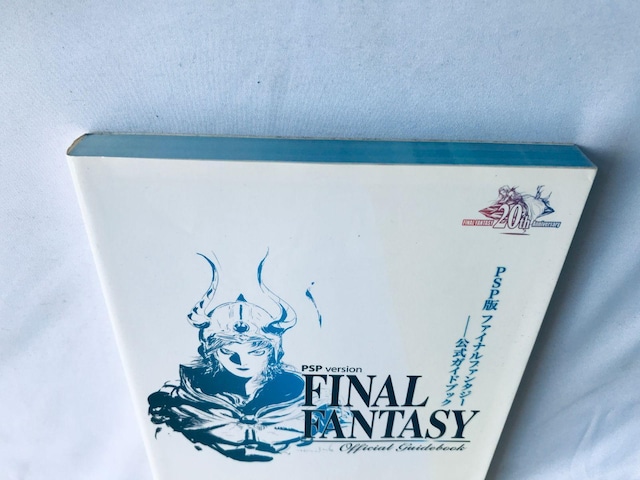 FINAL FANTASY 20th Anniversary
PSP版 ファイナルファンタジー
——公式ガイドブック
PSP version
FINAL
FANTASY
Official Guidebook